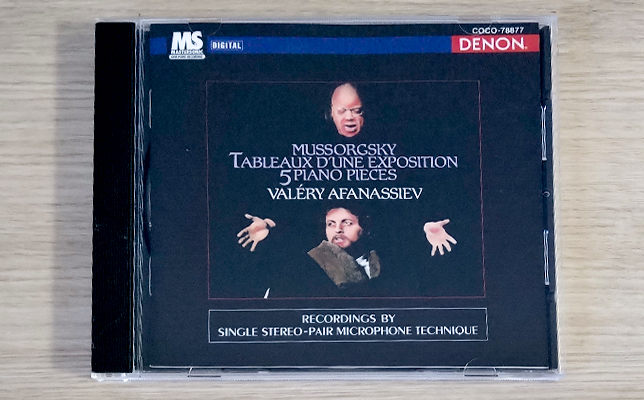 MS
MASTERSONIC
DIGITAL
COCO-78877
DENON
MUSSORGSKY
TABLEAUX D'UNE EXPOSITION
5 PIANO PIECES
VALÉRY AFANASSIEV
RECORDINGS BY
SINGLE STEREO-PAIR MICROPHONE TECHNIQUE